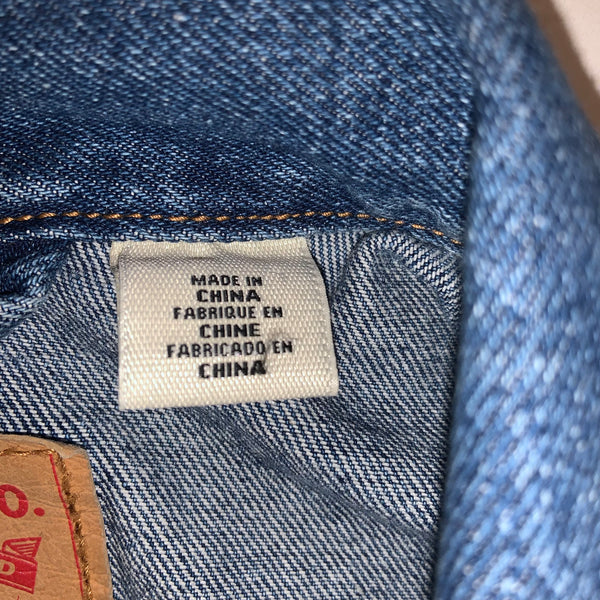 MADE IN
CHINA
FABRIQUE EN
CHINE
FABRICADO EN
CHINA
O.